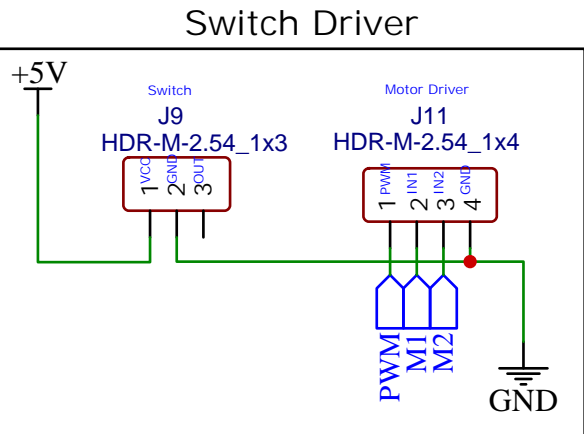 Switch Driver
+5V
Switch
J9
HDR-M-2.54_1x3
1 VCC
2 GND
3 OUT
Motor Driver
J11
HDR-M-2.54_1x4
1 PWM
2 IN1
3 IN2
4 GND
PWM
M1
M2
GND